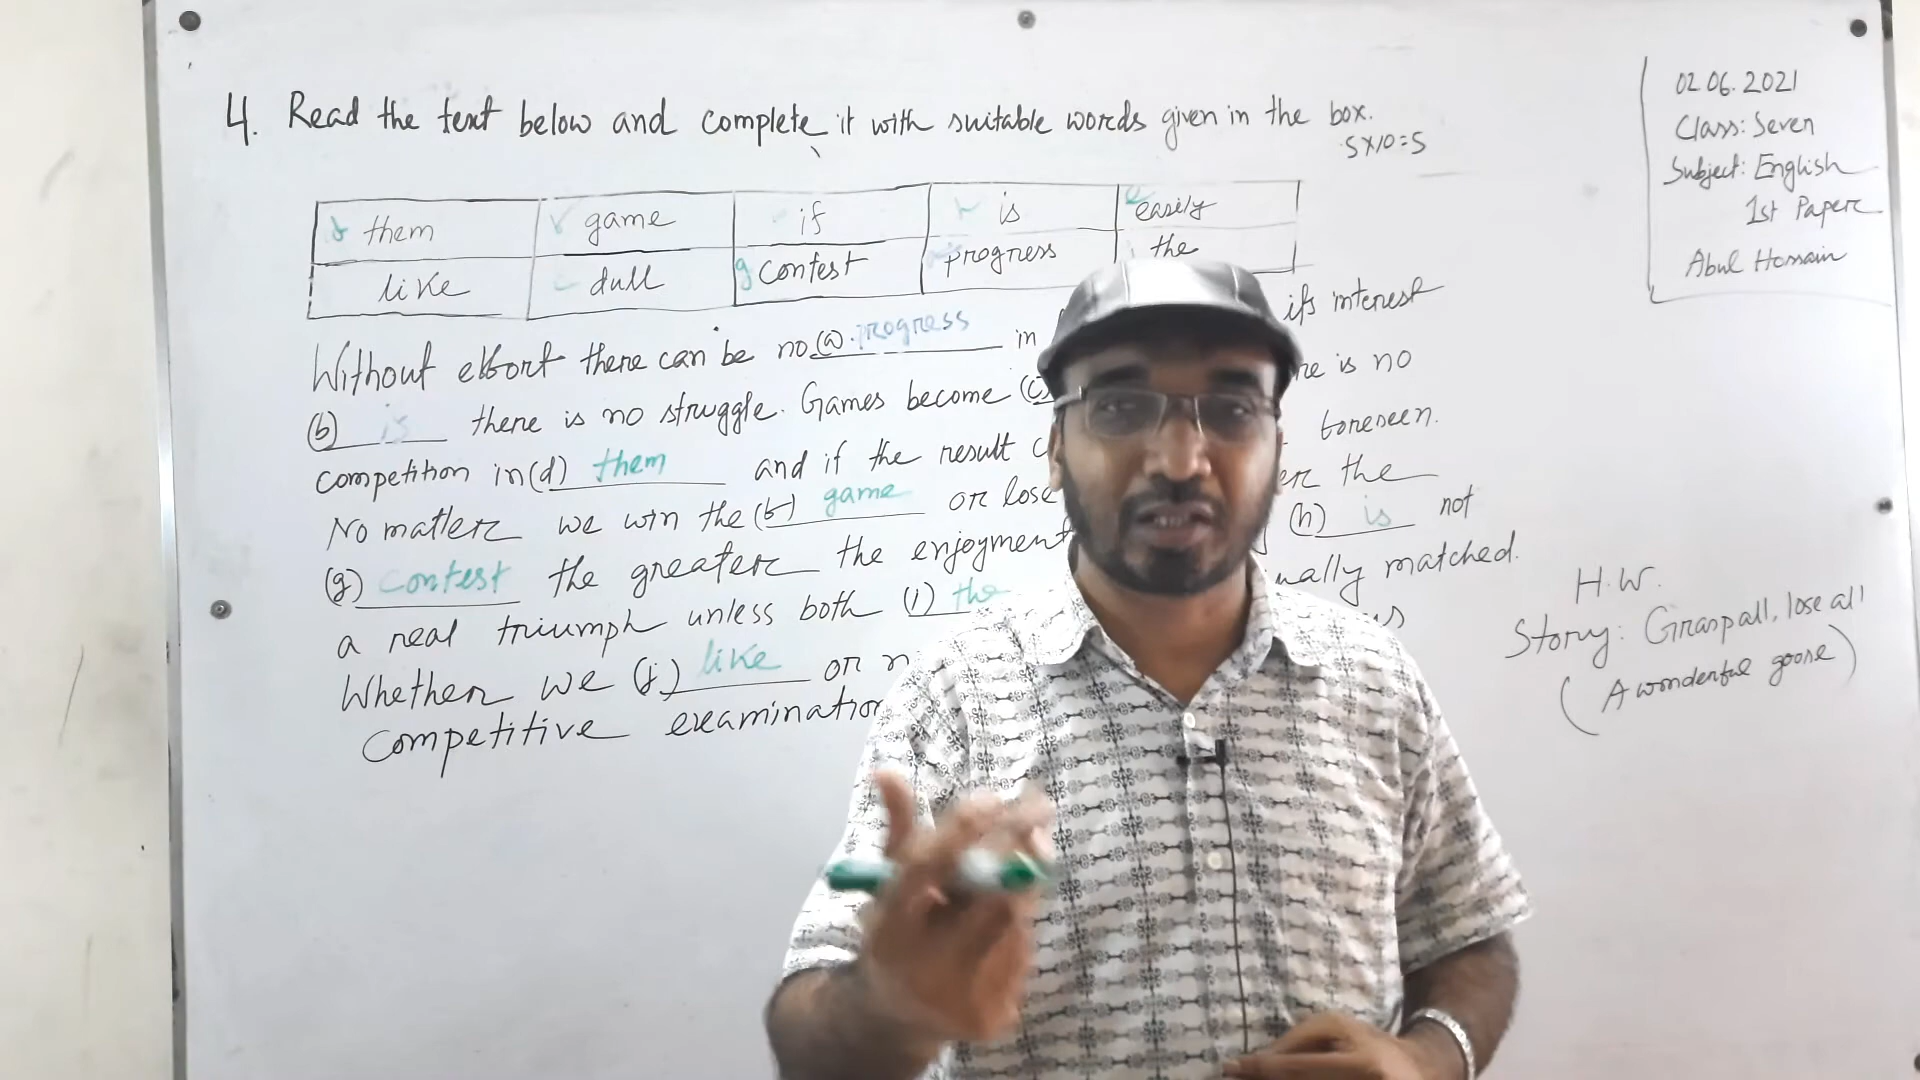 4. Read the text below and complete it with suitable words given in the box.
5x10=5
them game if is easily
like dull contest progress the
Without effort there can be no (a) progress in its interest
(b) is there is no struggle. Games become (c) is no
competition in (d) them and if the result foreseen.
No matter we win the (f) game or lose the
(g) contest the greater the enjoyment (h) is not
a real triumph unless both (i) the matched.
Whether we (j) like or
competitive examination
02.06.2021
Class: Seven
Subject: English
1st Paper
Abul Hossain
H.W.
Story: Grasp all, lose all
(A wonderful goose)